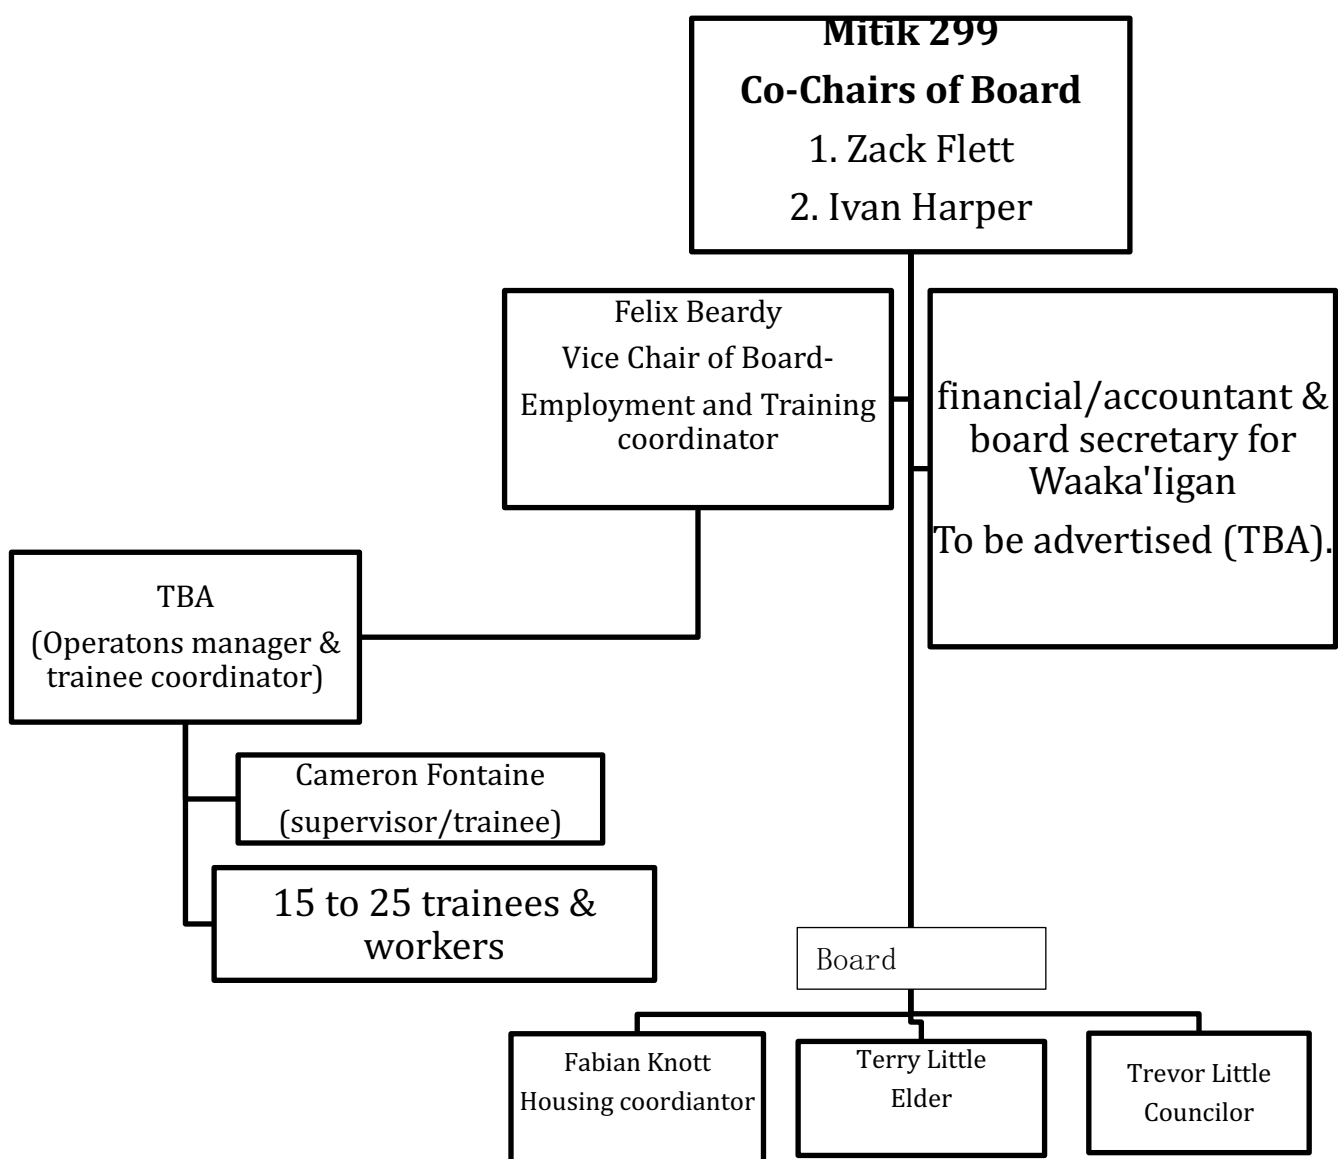 Mitik 299
Co-Chairs of Board
1. Zack Flett
2. Ivan Harper
Felix Beardy
Vice Chair of Board-
Employment and Training
coordinator
financial/accountant &
board secretary for
Waaka'Iigan
To be advertised (TBA).
TBA
(Operatons manager &
trainee coordinator)
Cameron Fontaine
(supervisor/trainee)
15 to 25 trainees &
workers
Board
Fabian Knott
Housing coordiantor
Terry Little
Elder
Trevor Little
Councilor